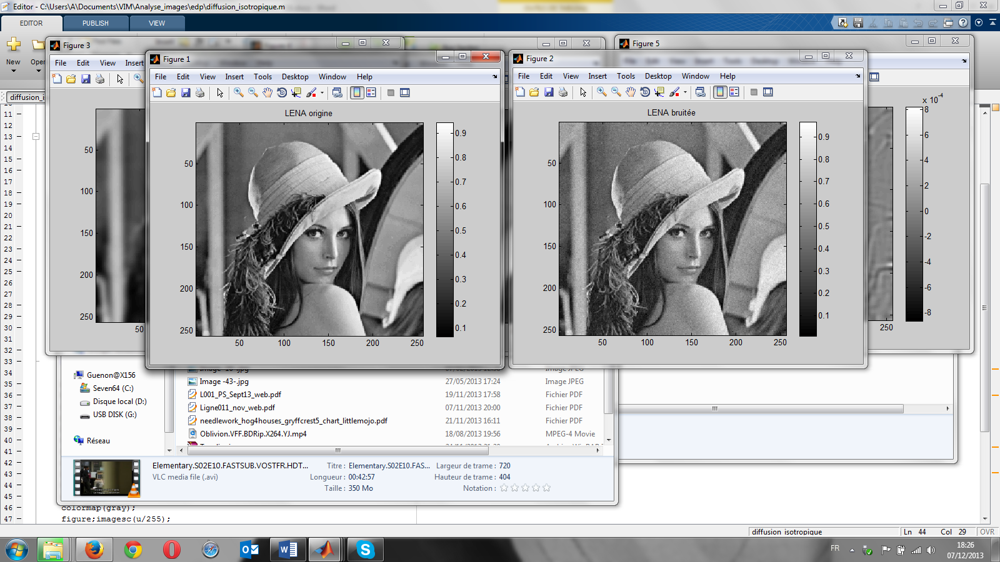 Editor - C:\Users\A\Documents\VIM\Analyse_images\edp\diffusion_isotropique.m
EDITOR PUBLISH VIEW
New
Open
diffusion_i
Figure 3
File Edit View Insert
50
100
150
200
250
50
Figure 1
File Edit View Insert Tools Desktop Window Help
LENA origine
50
100
150
200
250
50 100 150 200 250
0.9
0.8
0.7
0.6
0.5
0.4
0.3
0.2
0.1
Figure 2
File Edit View Insert Tools Desktop Window Help
LENA bruitée
50
100
150
200
250
50 100 150 200 250
0.9
0.8
0.7
0.6
0.5
0.4
0.3
0.2
0.1
Figure 5
x 10-4
8
6
4
2
0
-2
-4
-6
-8
250
11
12
13
14
15
16
17
18
19
20
21
22
23
24
25
26
27
28
29
30
31
32
33
34
35
36
37
38
39
40
41
42
43
44
45
46
47
Guenon@X156
Seven64 (C:)
Disque local (D:)
USB DISK (G:)
Réseau
Image -43-.jpg 27/05/2013 17:24 Image JPEG
L001_PS_Sept13_web.pdf 19/11/2013 17:58 Fichier PDF
Ligne011_nov_web.pdf 07/11/2013 20:00 Fichier PDF
needlework_hog4houses_gryffcrest5_chart_littlemojo.pdf 21/11/2013 16:11 Fichier PDF
Oblivion.VFF.BDRip.X264.YJ.mp4 18/08/2013 19:56 MPEG-4 Movie
Elementary.S02E10.FASTSUB.VOSTFR.HDT... Titre : Elementary.S02E10.FAS... Largeur de trame : 720
VLC media file (.avi) Longueur : 00:42:57 Hauteur de trame : 404
Taille : 350 Mo Notation :
colormap(gray);
figure;imagesc(u/255);
diffusion isotropique Ln 44 Col 29 OVR
FR 18:26
07/12/2013